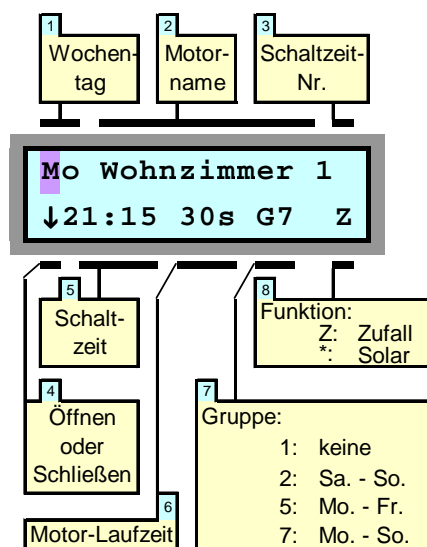 1
Wochen-
tag
2
Motor-
name
3
Schaltzeit-
Nr.
Mo Wohnzimmer 1
↓21:15 30s G7 Z
5
Schalt-
zeit
8
Funktion:
Z: Zufall
*: Solar
4
Öffnen
oder
Schließen
7
Gruppe:
1: keine
2: Sa. - So.
5: Mo. - Fr.
7: Mo. - So.
6
Motor-Laufzeit